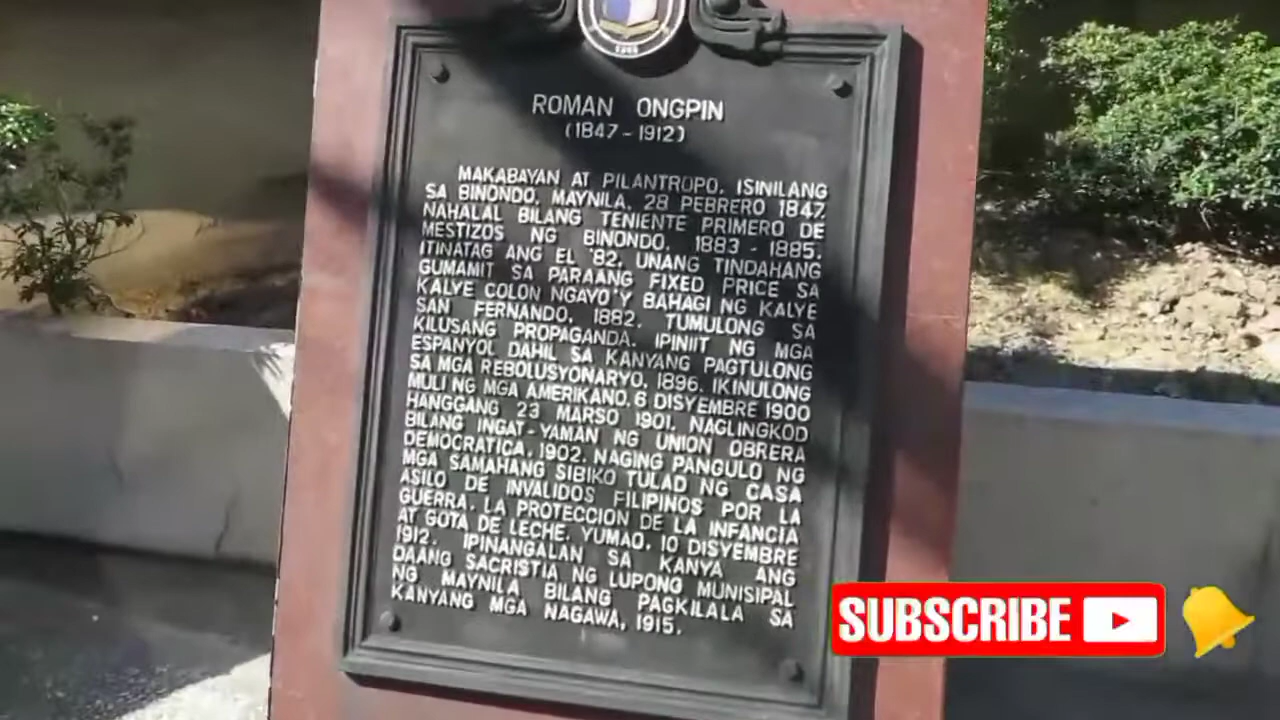 ROMAN ONGPIN
(1847 - 1912)
MAKABAYAN AT PILANTROPO. ISINILANG
SA BINONDO, MAYNILA, 28 PEBRERO 1847.
NAHALAL BILANG TENIENTE PRIMERO DE
MESTIZOS NG BINONDO, 1883 - 1885.
ITINATAG ANG EL '82, UNANG TINDAHANG
GUMAMIT SA PARAANG FIXED PRICE SA
KALYE COLON NGAYO'Y BAHAGI NG KALYE
SAN FERNANDO, 1882. TUMULONG SA
KILUSANG PROPAGANDA. IPINIIT NG MGA
ESPANYOL DAHIL SA KANYANG PAGTULONG
SA MGA REBOLUSYONARYO, 1896. IKINULONG
MULI NG MGA AMERIKANO, 6 DISYEMBRE 1900
HANGGANG 23 MARSO 1901. NAGLINGKOD
BILANG INGAT-YAMAN NG UNION OBRERA
DEMOCRATICA, 1902. NAGING PANGULO NG
MGA SAMAHANG SIBIKO TULAD NG CASA
ASILO DE INVALIDOS FILIPINOS POR LA
GUERRA, LA PROTECCION DE LA INFANCIA
AT GOTA DE LECHE. YUMAO, 10 DISYEMBRE
1912. IPINANGALAN SA KANYA ANG
DAANG SACRISTIA NG LUPONG MUNISIPAL
NG MAYNILA BILANG PAGKILALA SA
KANYANG MGA NAGAWA, 1915.
SUBSCRIBE